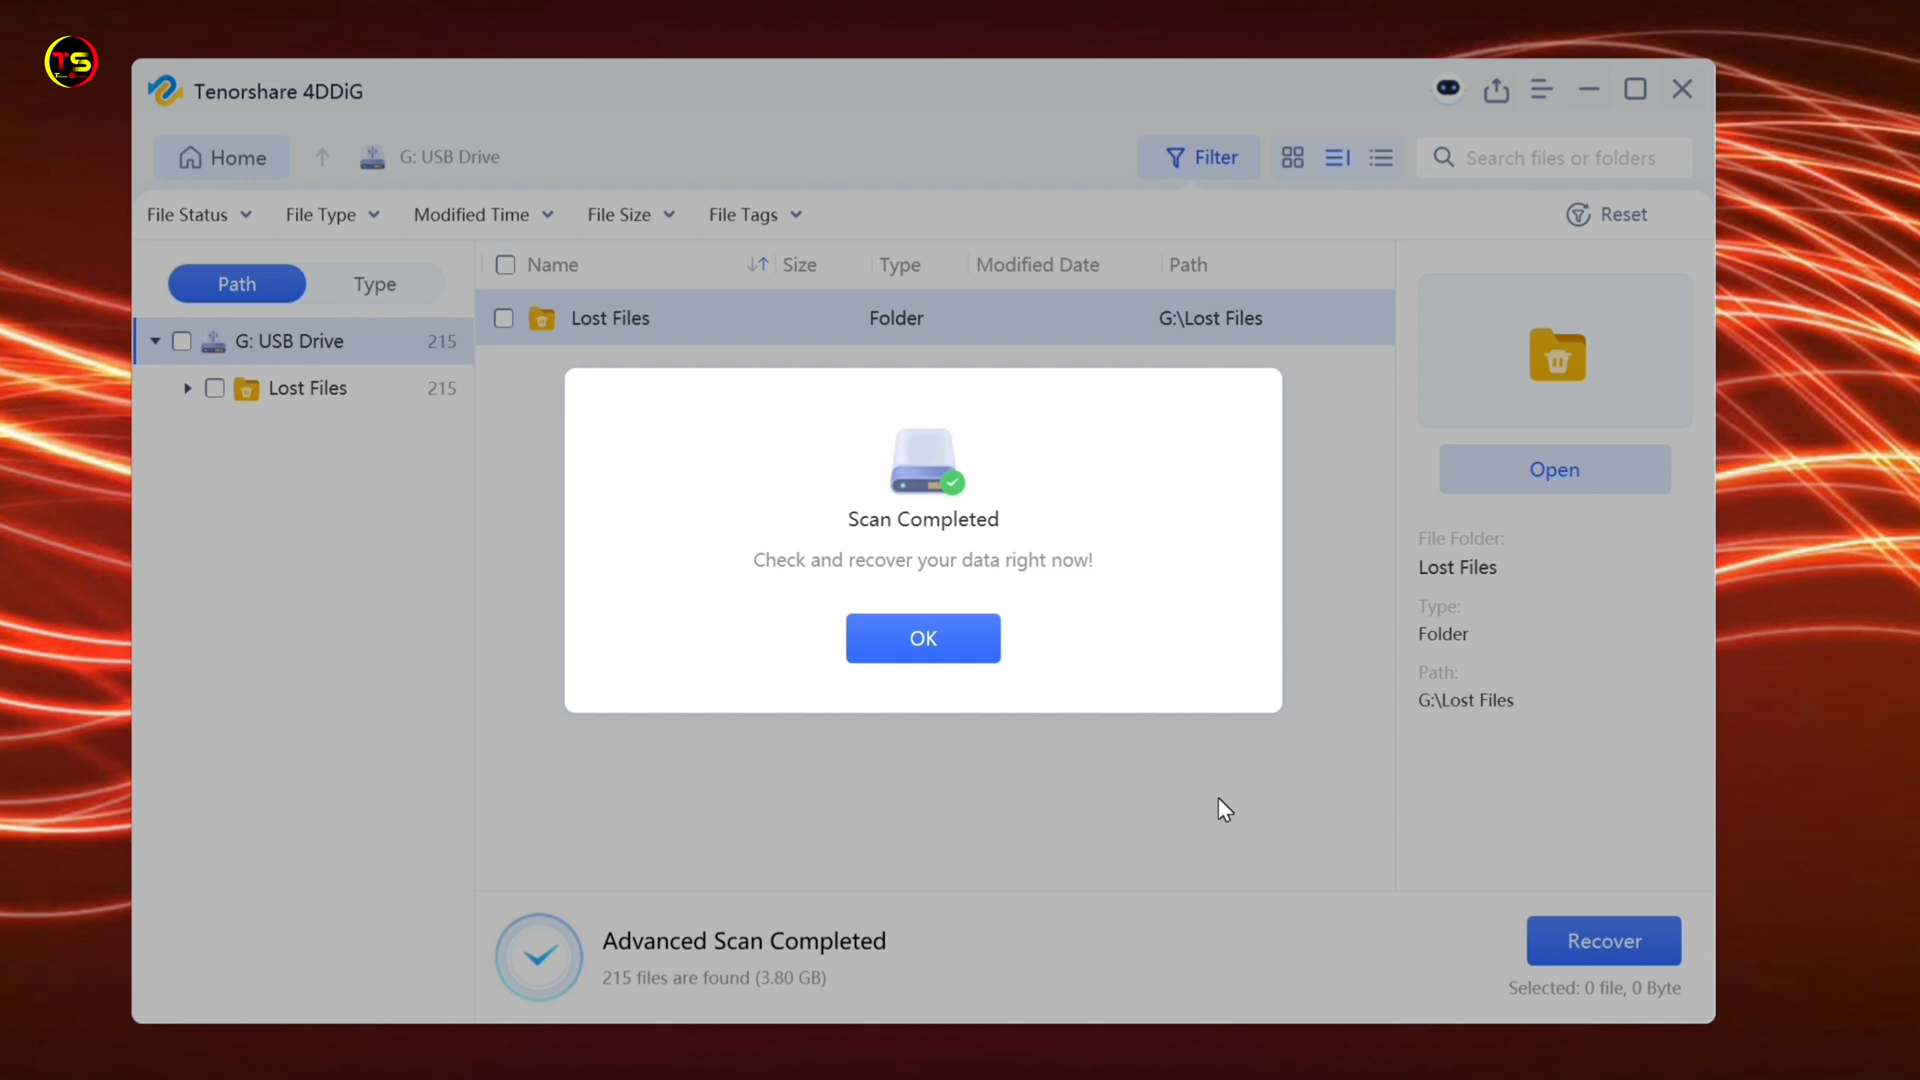 TS
Tenorshare 4DDiG
Home
G: USB Drive
Filter
Search files or folders
File Status
File Type
Modified Time
File Size
File Tags
Reset
Path
Type
Name
Size
Type
Modified Date
Path
G: USB Drive 215
Lost Files 215
Lost Files Folder G:\Lost Files
Scan Completed
Check and recover your data right now!
OK
Open
File Folder:
Lost Files
Type:
Folder
Path:
G:\Lost Files
Advanced Scan Completed
215 files are found (3.80 GB)
Recover
Selected: 0 file, 0 Byte